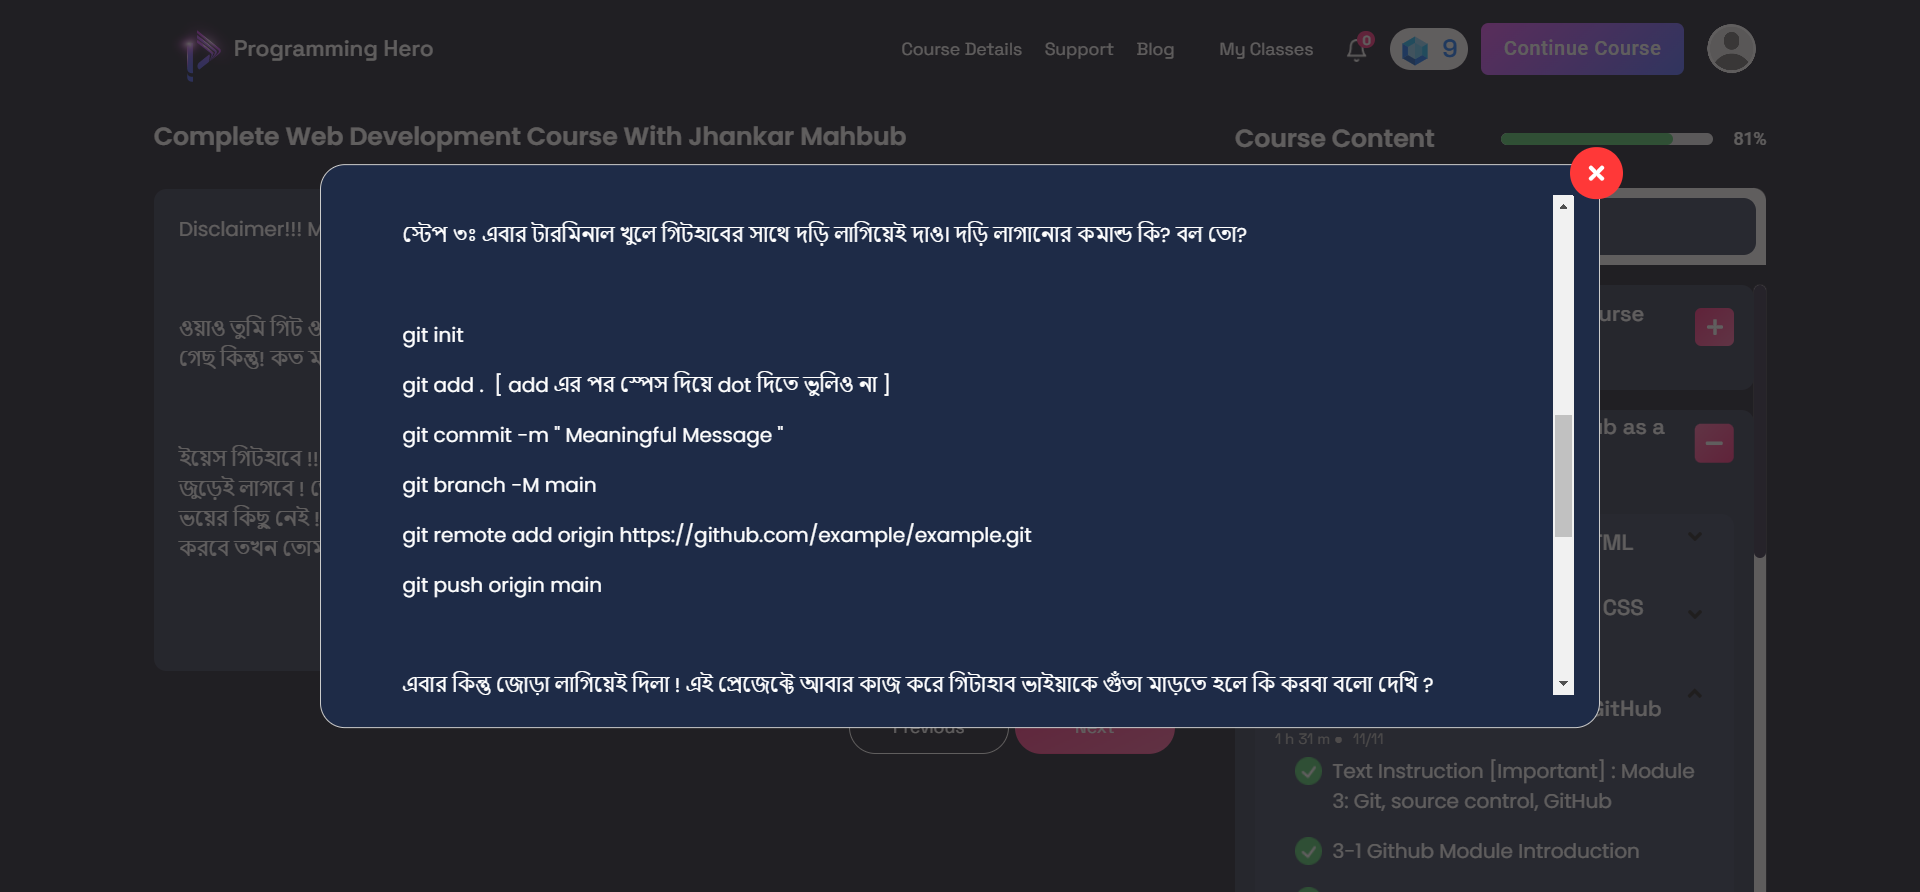 Programming Hero
Course Details
Support
Blog
My Classes
0
9
Continue Course
Complete Web Development Course With Jhankar Mahbub
Course Content
81%
Disclaimer!!!
ওয়াও তুমি গিট
গেছ কিন্তু! কত
ইয়েস গিটহাবে !!
জুড়েই লাগবে !
ভয়ের কিছু নেই !
করবে তখন
স্টেপ ৩ঃ এবার টারমিনাল খুলে গিটহাবের সাথে দড়ি লাগিয়েই দাও। দড়ি লাগানোর কমান্ড কি? বল তো?
git init
git add . [ add এর পর স্পেস দিয়ে dot দিতে ভুলিও না ]
git commit -m " Meaningful Message "
git branch -M main
git remote add origin https://github.com/example/example.git
git push origin main
এবার কিন্তু জোড়া লাগিয়েই দিলা ! এই প্রেজেক্টে আবার কাজ করে গিটাহাব ভাইয়াকে গুঁতা মাড়তে হলে কি করবা বলো দেখি ?
Previous
Next
urse
b as a
ML
CSS
GitHub
1 h 31 m
11/11
Text Instruction [Important] : Module
3: Git, source control, GitHub
3-1 Github Module Introduction